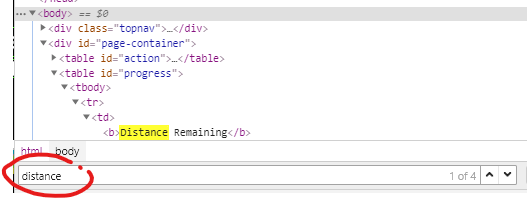 </head>
<body> == $0
<div class="topnav">…</div>
<div id="page-container">
<table id="action">…</table>
<table id="progress">
<tbody>
<tr>
<td>
<b>Distance Remaining</b>
html body
distance 1 of 4